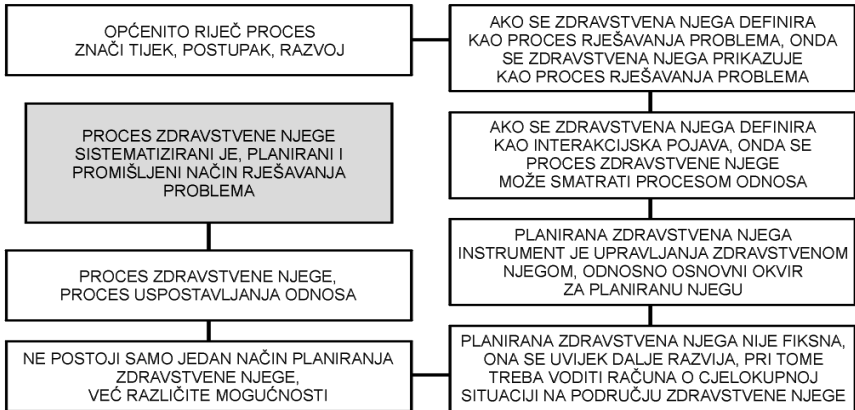 OPĆENITO RIJEČ PROCES
ZNAČI TIJEK, POSTUPAK, RAZVOJ
AKO SE ZDRAVSTVENA NJEGA DEFINIRA
KAO PROCES RJEŠAVANJA PROBLEMA, ONDA
SE ZDRAVSTVENA NJEGA PRIKAZUJE
KAO PROCES RJEŠAVANJA PROBLEMA
AKO SE ZDRAVSTVENA NJEGA DEFINIRA
KAO INTERAKCIJSKA POJAVA, ONDA SE
PROCES ZDRAVSTVENE NJEGE
MOŽE SMATRATI PROCESOM ODNOSA
PLANIRANA ZDRAVSTVENA NJEGA
INSTRUMENT JE UPRAVLJANJA ZDRAVSTVENOM
NJEGOM, ODNOSNO OSNOVNI OKVIR
ZA PLANIRANU NJEGU
PLANIRANA ZDRAVSTVENA NJEGA NIJE FIKSNA,
ONA SE UVIJEK DALJE RAZVIJA, PRI TOME
TREBA VODITI RAČUNA O CJELOKUPNOJ
SITUACIJI NA PODRUČJU ZDRAVSTVENE NJEGE
NE POSTOJI SAMO JEDAN NAČIN PLANIRANJA
ZDRAVSTVENE NJEGE,
VEĆ RAZLIČITE MOGUĆNOSTI
PROCES ZDRAVSTVENE NJEGE,
PROCES USPOSTAVLJANJA ODNOSA
PROCES ZDRAVSTVENE NJEGE
SISTEMATIZIRANI JE, PLANIRANI I
PROMIŠLJENI NAČIN RJEŠAVANJA
PROBLEMA